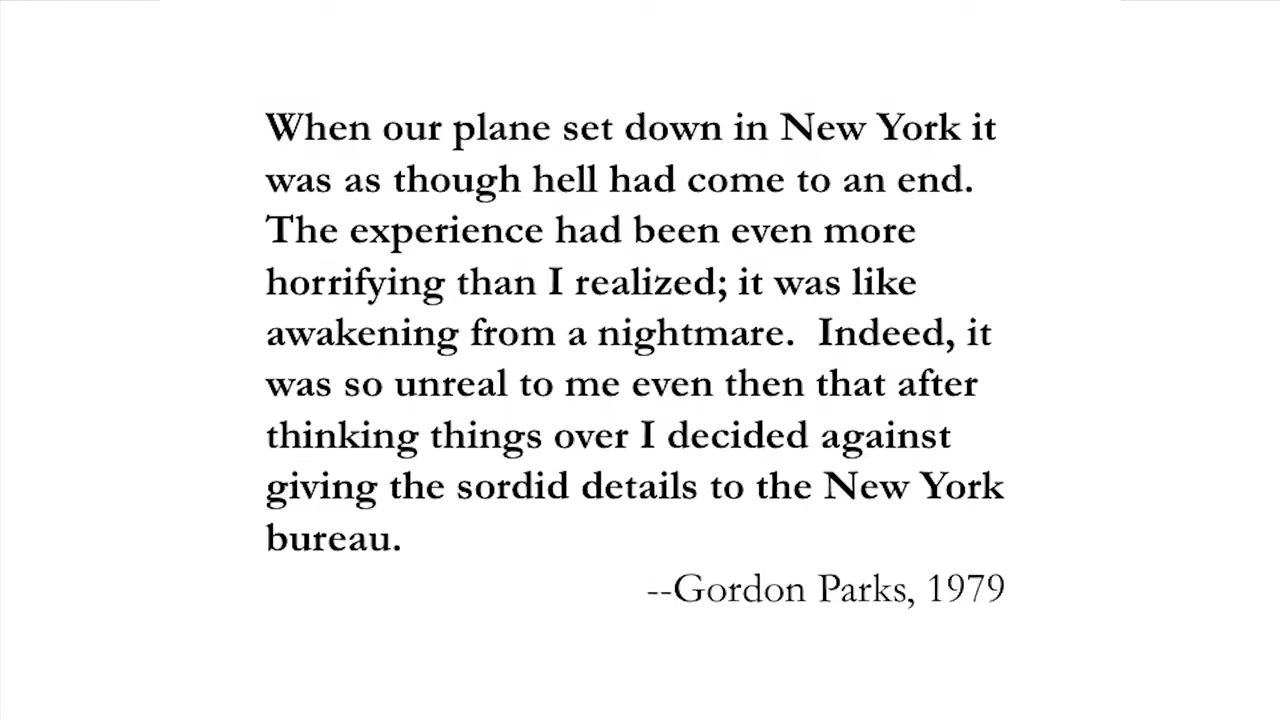 When our plane set down in New York it
was as though hell had come to an end.
The experience had been even more
horrifying than I realized; it was like
awakening from a nightmare.  Indeed, it
was so unreal to me even then that after
thinking things over I decided against
giving the sordid details to the New York
bureau.
--Gordon Parks, 1979